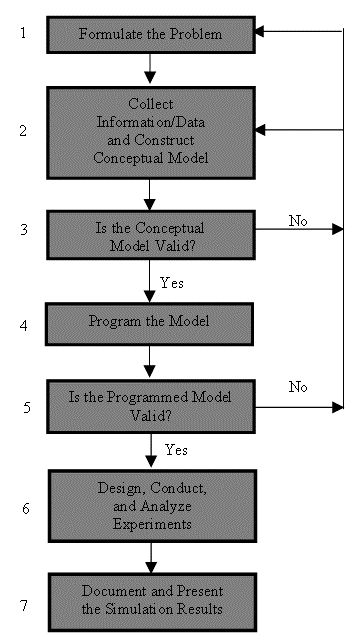 1
Formulate the Problem
2
Collect
Information/Data
and Construct
Conceptual Model
3
Is the Conceptual
Model Valid?
No
Yes
4
Program the Model
5
Is the Programmed Model
Valid?
No
Yes
6
Design, Conduct,
and Analyze
Experiments
7
Document and Present
the Simulation Results